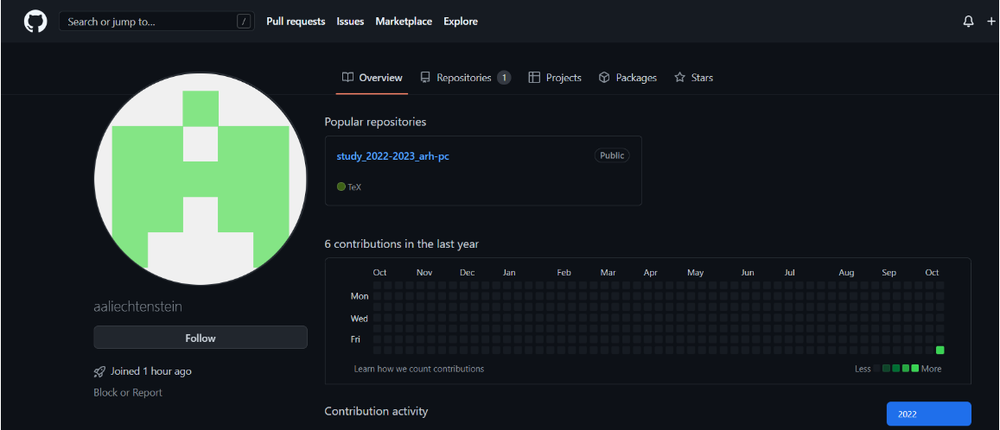 Search or jump to... /
Pull requests Issues Marketplace Explore
Overview Repositories 1 Projects Packages Stars
Popular repositories
study_2022-2023_arh-pc Public
TeX
6 contributions in the last year
Oct Nov Dec Jan Feb Mar Apr May Jun Jul Aug Sep Oct
Mon
Wed
Fri
Learn how we count contributions Less More
aaliechtenstein
Follow
Joined 1 hour ago
Block or Report
Contribution activity
2022